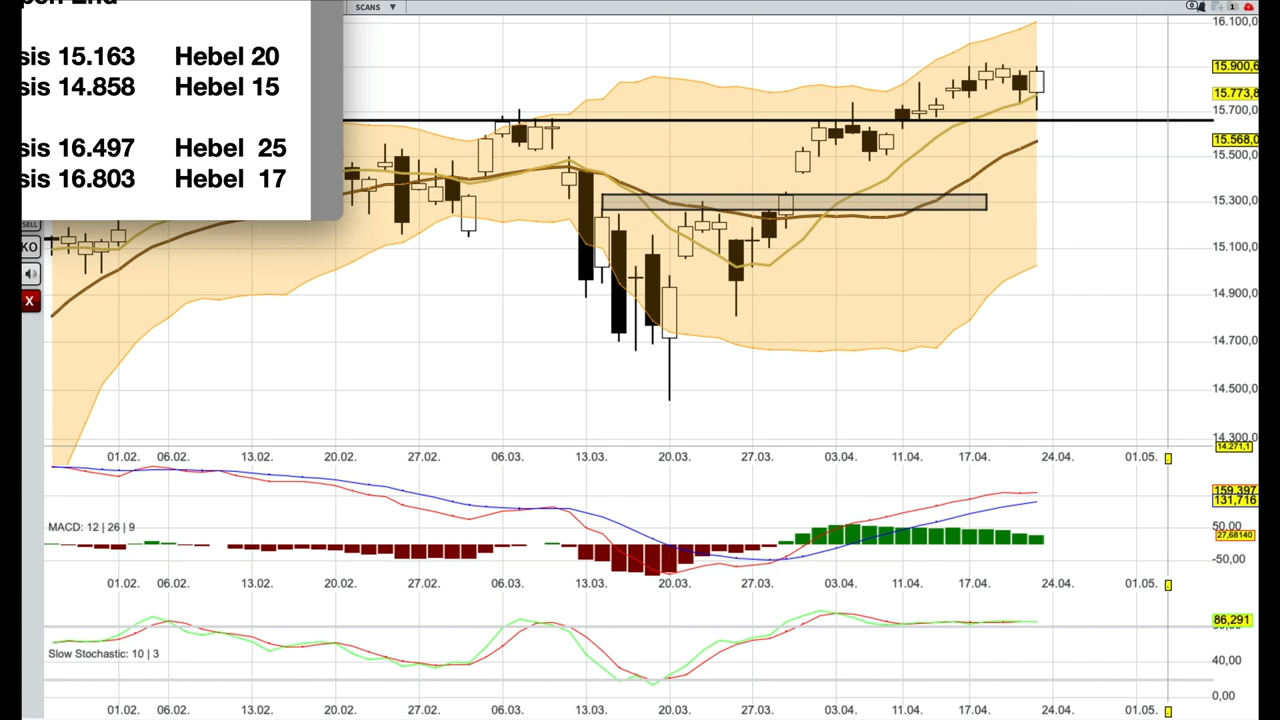 SCANS ▼
1
sis 15.163 Hebel 20
sis 14.858 Hebel 15
sis 16.497 Hebel 25
sis 16.803 Hebel 17
SELL
KO
X
16.100,0
15.900,6
15.773,8
15.700,0
15.568,0
15.500,0
15.300,0
15.100,0
14.900,0
14.700,0
14.500,0
14.300,0
14.271,1
01.02. 06.02. 13.02. 20.02. 27.02. 06.03. 13.03. 20.03. 27.03. 03.04. 11.04. 17.04. 24.04. 01.05.
159,397
131,716
MACD: 12 | 26 | 9
50,00
27,68140
-50,00
01.02. 06.02. 13.02. 20.02. 27.02. 06.03. 13.03. 20.03. 27.03. 03.04. 11.04. 17.04. 24.04. 01.05.
86,291
Slow Stochastic: 10 | 3
40,00
0,00
01.02. 06.02. 13.02. 20.02. 27.02. 06.03. 13.03. 20.03. 27.03. 03.04. 11.04. 17.04. 24.04. 01.05.